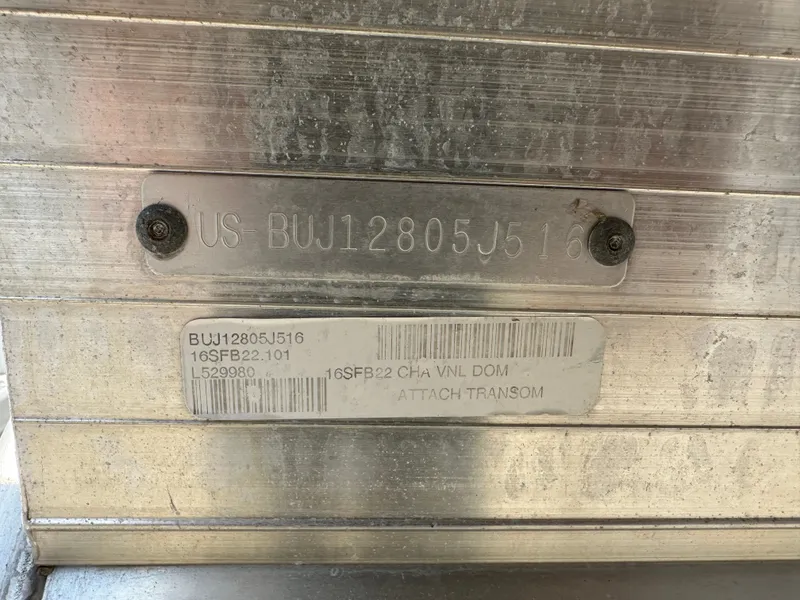 US-BUJ12805J516
BUJ12805J516
16SFB22.101
L529980
16SFB22 CHA VNL DOM
ATTACH TRANSOM